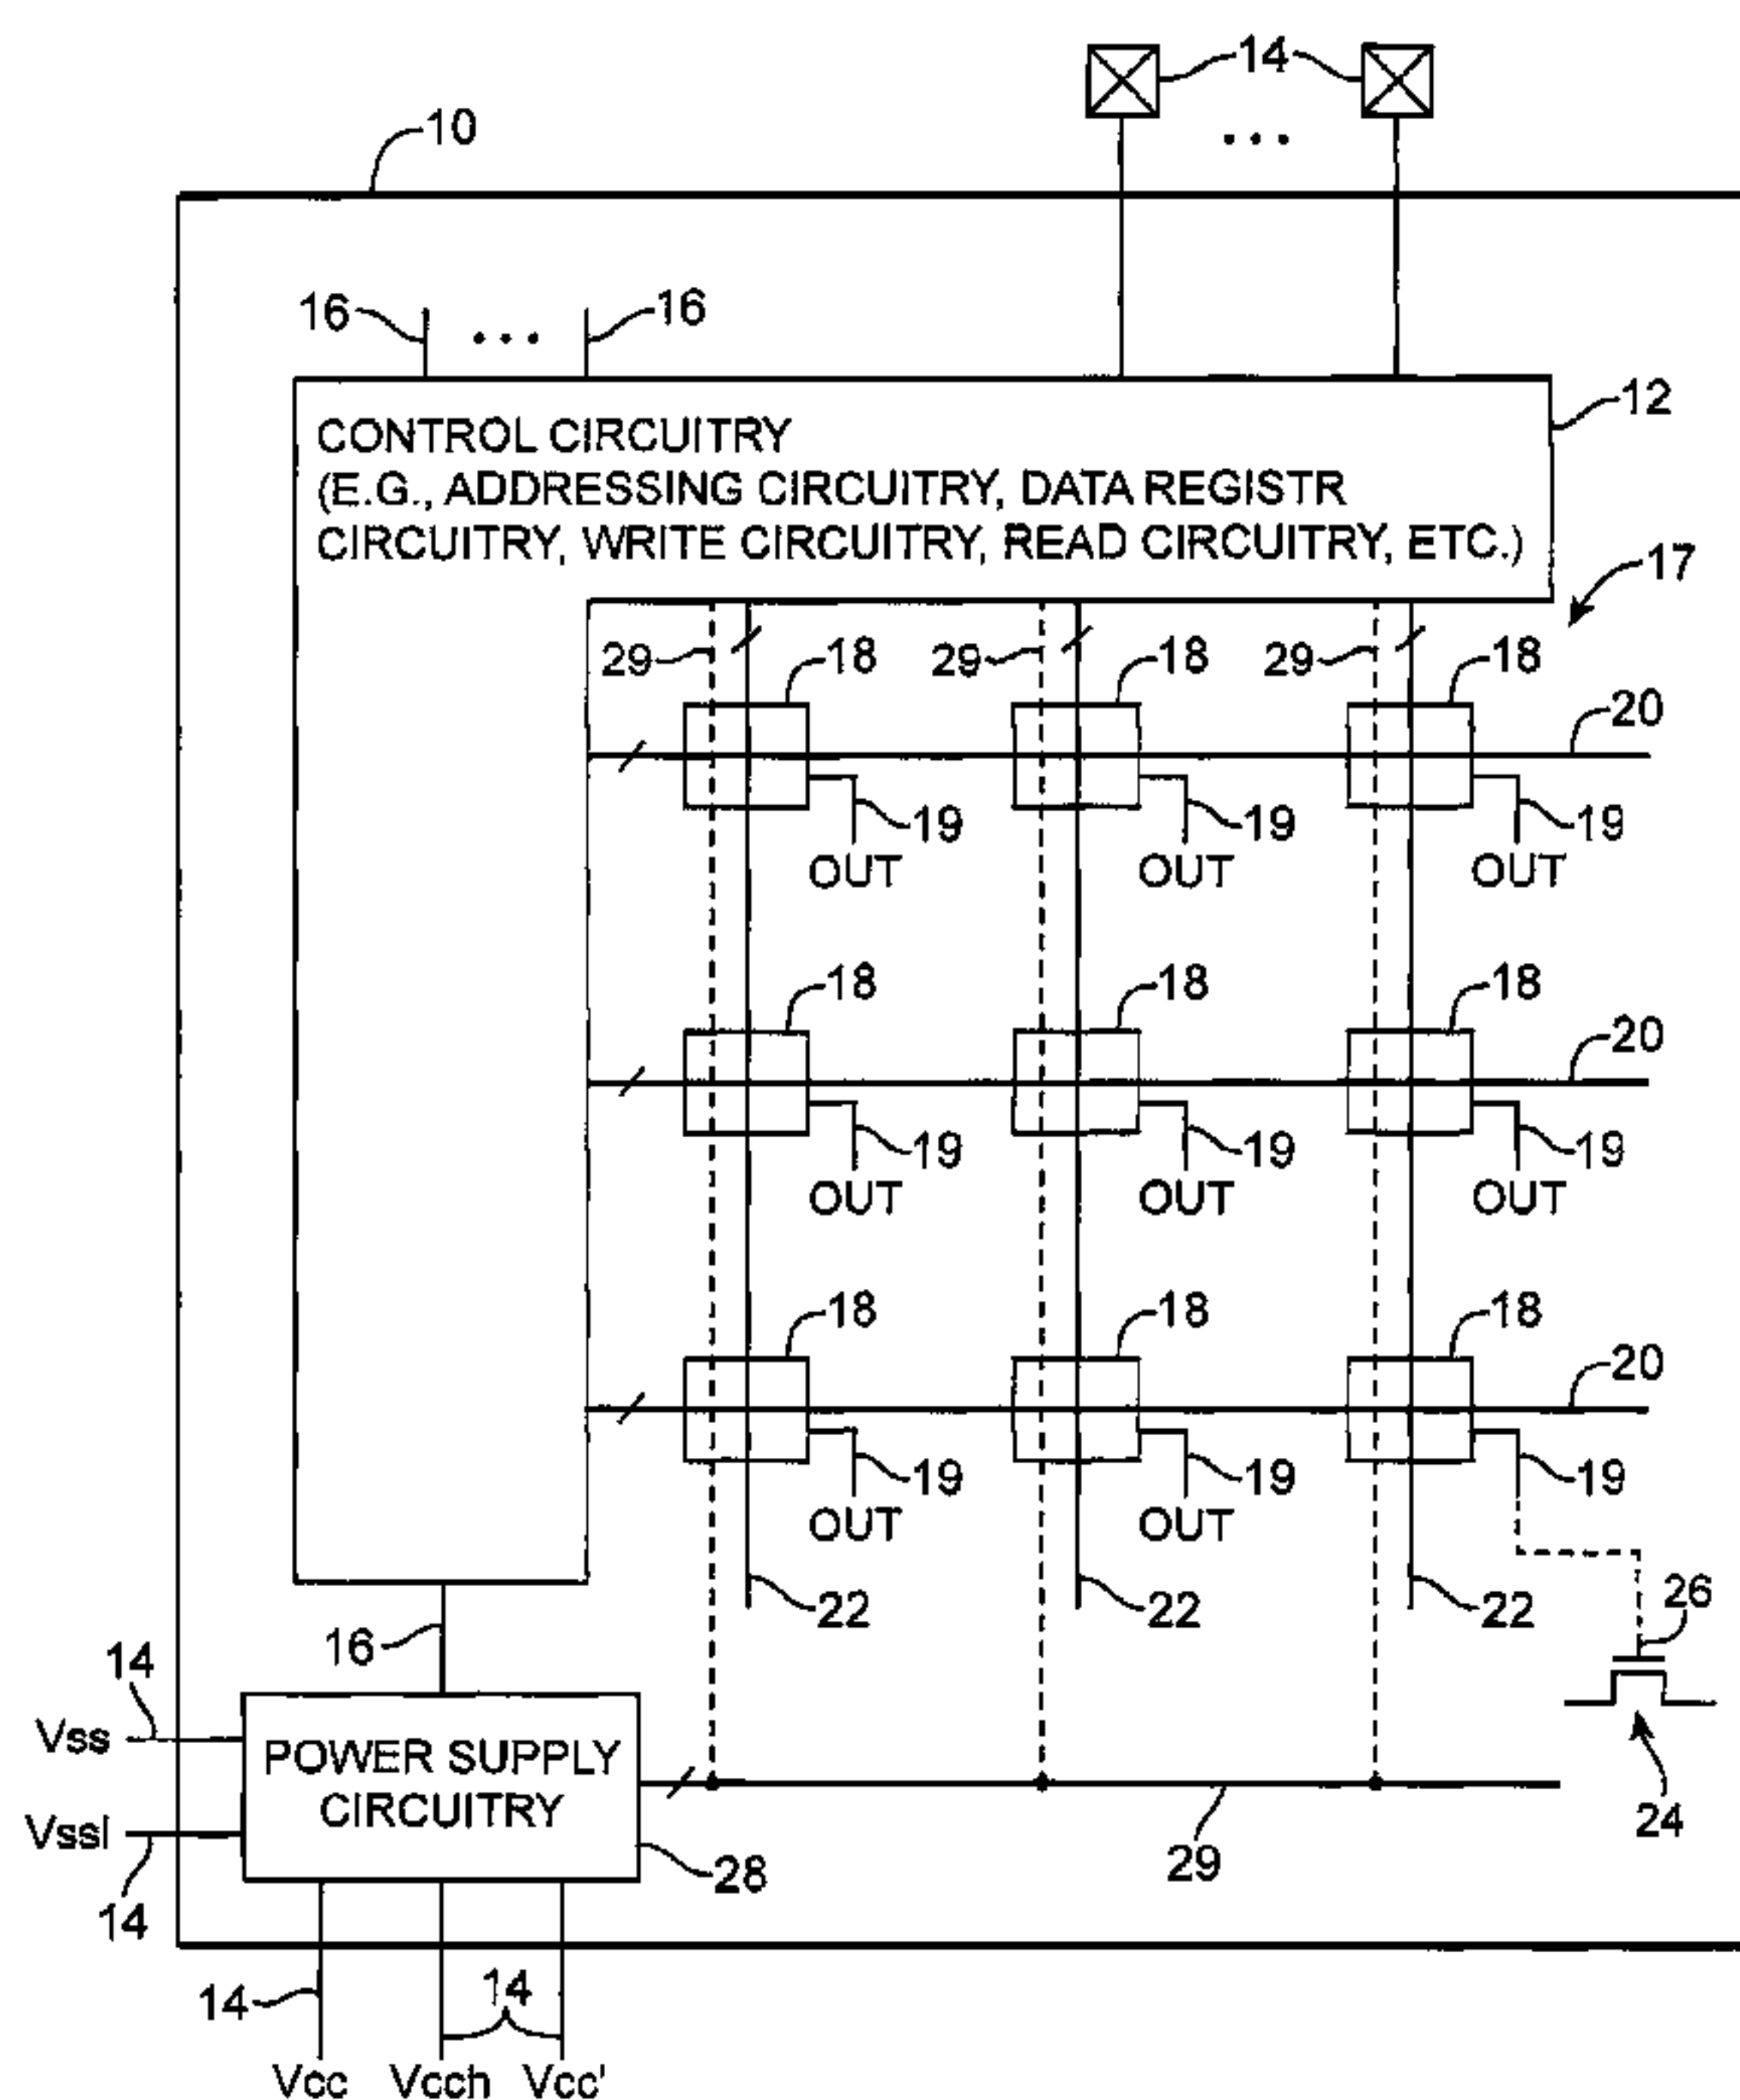 14
10
...
16 ... 16
12
CONTROL CIRCUITRY
(E.G., ADDRESSING CIRCUITRY, DATA REGISTR
CIRCUITRY, WRITE CIRCUITRY, READ CIRCUITRY, ETC.)
17
29 18 29 18 29 18
20
19 19 19
OUT OUT OUT
18 18 18
20
19 19 19
OUT OUT OUT
18 18 18
20
19 19 19
OUT OUT
22 22 22
26
16
14
Vss
POWER SUPPLY
CIRCUITRY
Vssl
24
28
29
14
14
14
Vcc Vcch Vcc'